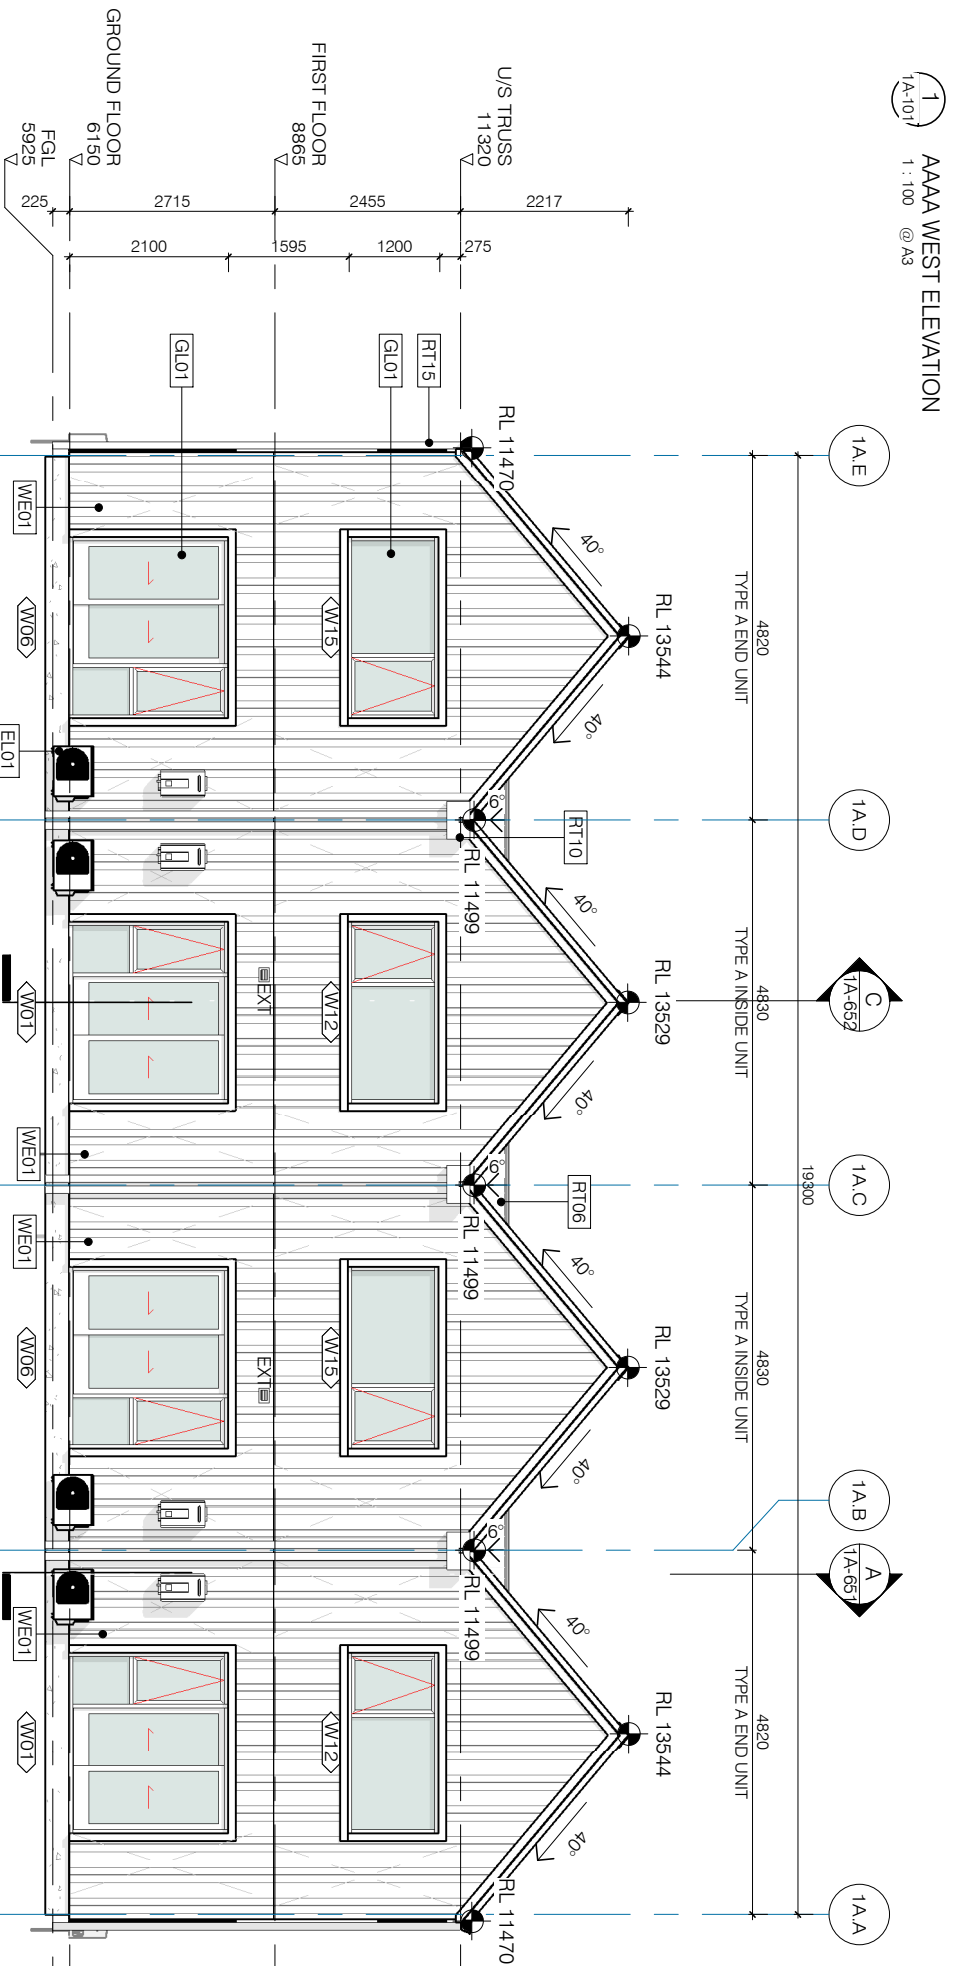 1
1A-101
AAAA WEST ELEVATION
1 : 100 @ A3
1A.E
1A.D
C
1A-652
1A.C
1A.B
A
1A-651
1A.A
19300
4820
TYPE A END UNIT
4830
TYPE A INSIDE UNIT
4830
TYPE A INSIDE UNIT
4820
TYPE A END UNIT
RL 13544
RL 13529
RL 13529
RL 13544
40°
40°
40°
40°
40°
40°
40°
40°
RL 11470
RL 11499
RL 11499
RL 11499
RL 11470
6°
6°
6°
RT10
RT06
RT15
GL01
GL01
U/S TRUSS
11320
FIRST FLOOR
8865
GROUND FLOOR
6150
FGL
5925
2217
2455
2715
225
275
1200
1595
2100
W15
W12
W15
W12
EXT
EXT
WE01
WE01
WE01
WE01
W06
W01
W06
W01
EL01